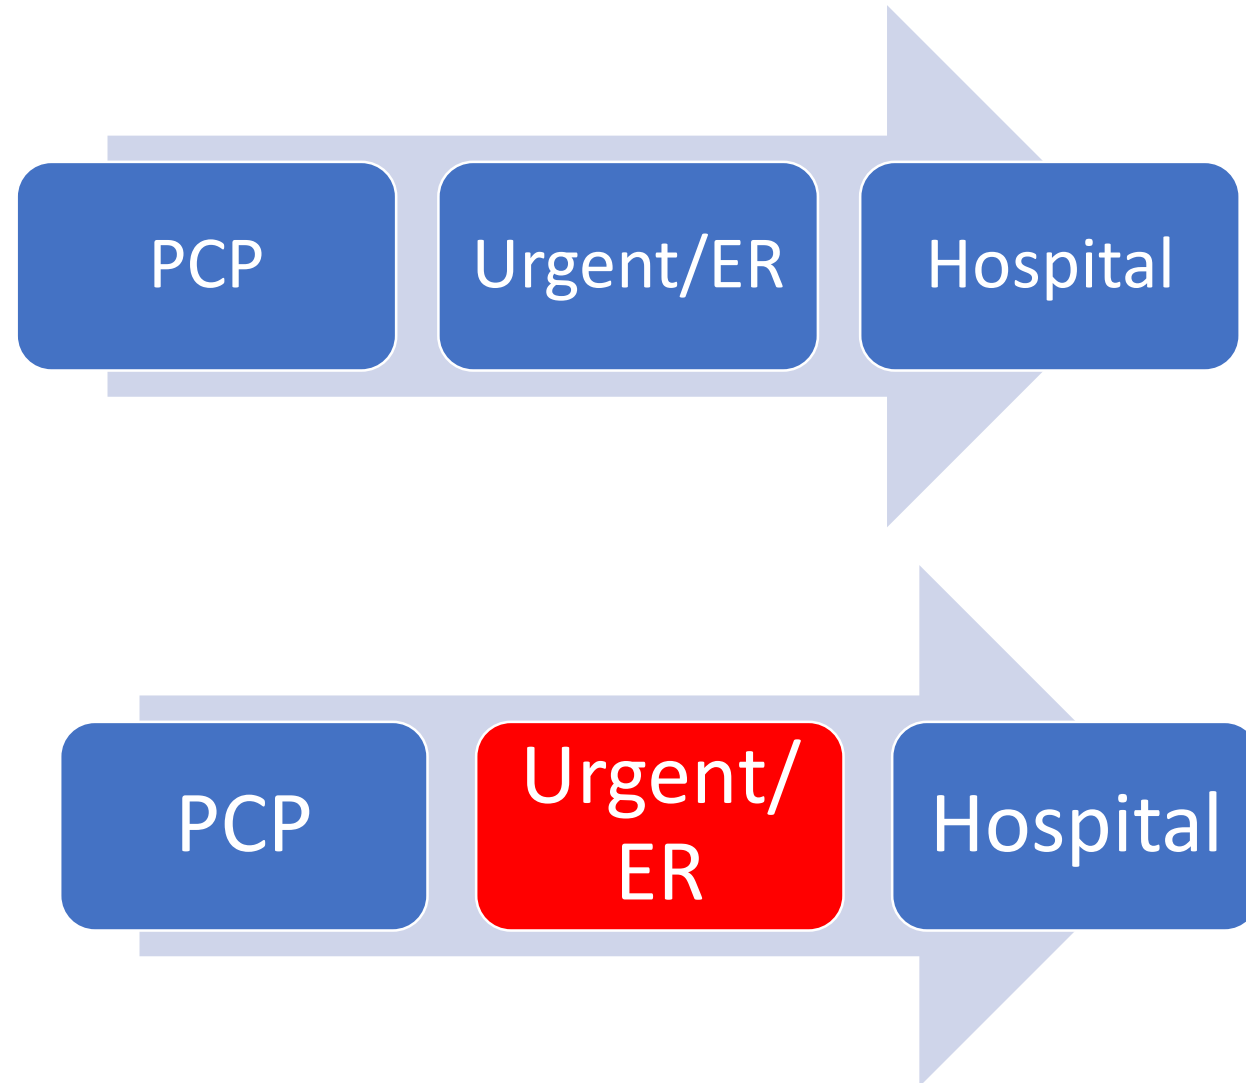 PCP
Urgent/ER
Hospital
PCP
Urgent/
ER
Hospital